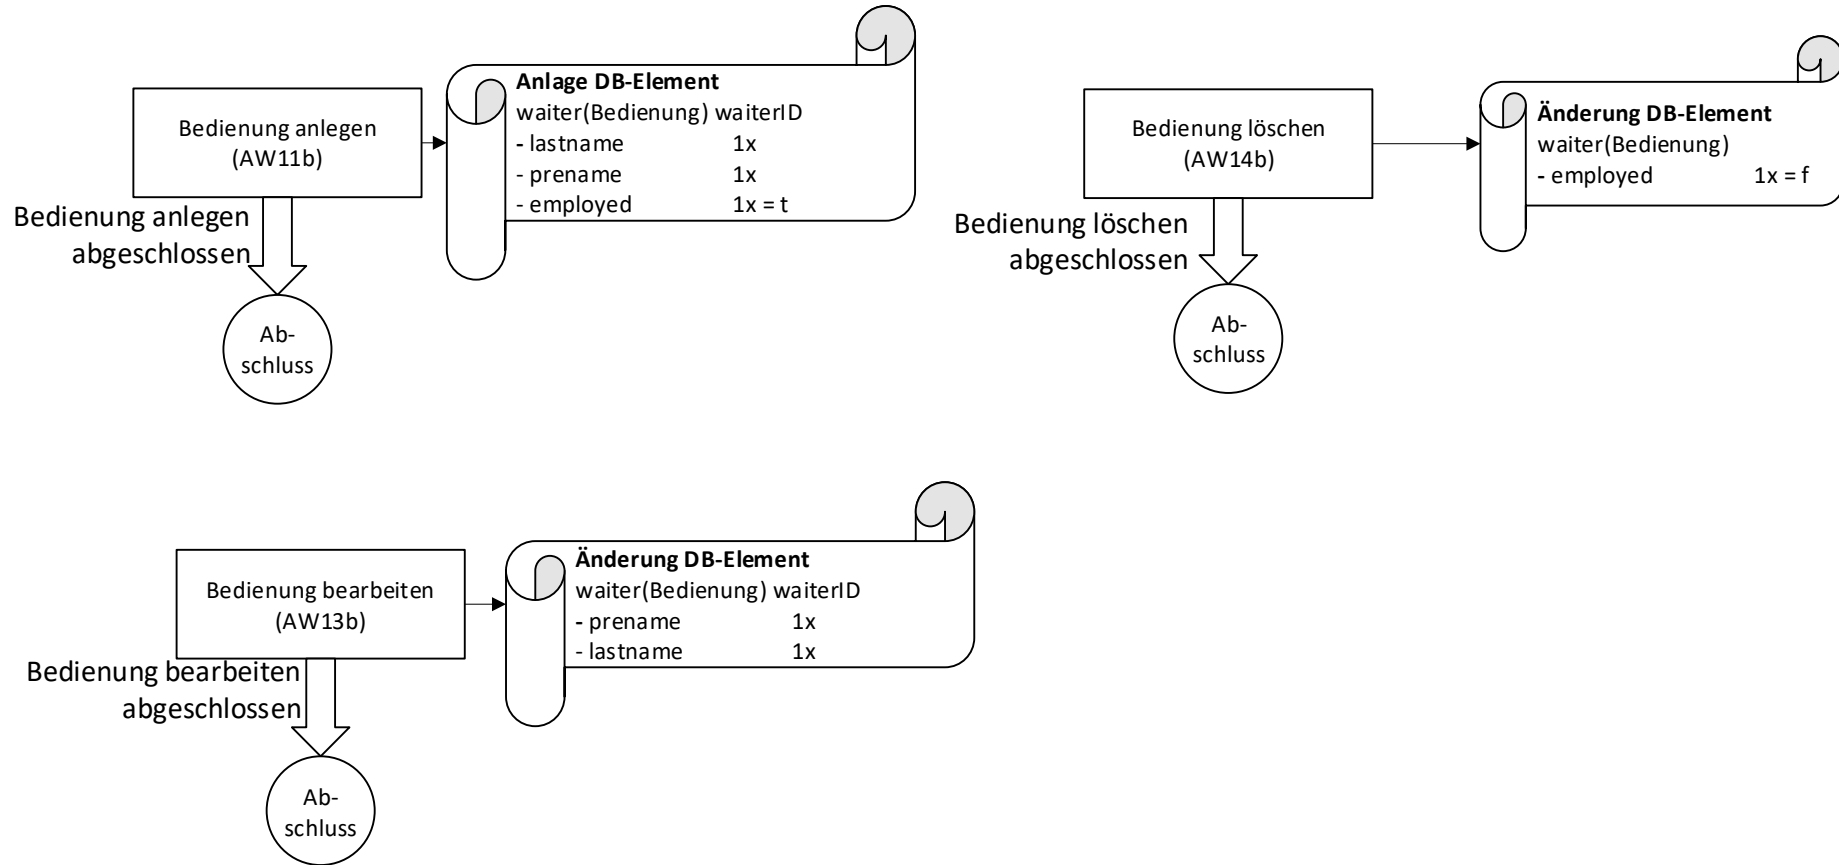 Bedienung anlegen
(AW11b)
Anlage DB-Element
waiter(Bedienung) waiterID
- lastname 1x
- prename 1x
- employed 1x = t
Bedienung anlegen
abgeschlossen
Ab-
schluss
Bedienung löschen
(AW14b)
Änderung DB-Element
waiter(Bedienung)
- employed 1x = f
Bedienung löschen
abgeschlossen
Ab-
schluss
Bedienung bearbeiten
(AW13b)
Änderung DB-Element
waiter(Bedienung) waiterID
- prename 1x
- lastname 1x
Bedienung bearbeiten
abgeschlossen
Ab-
schluss